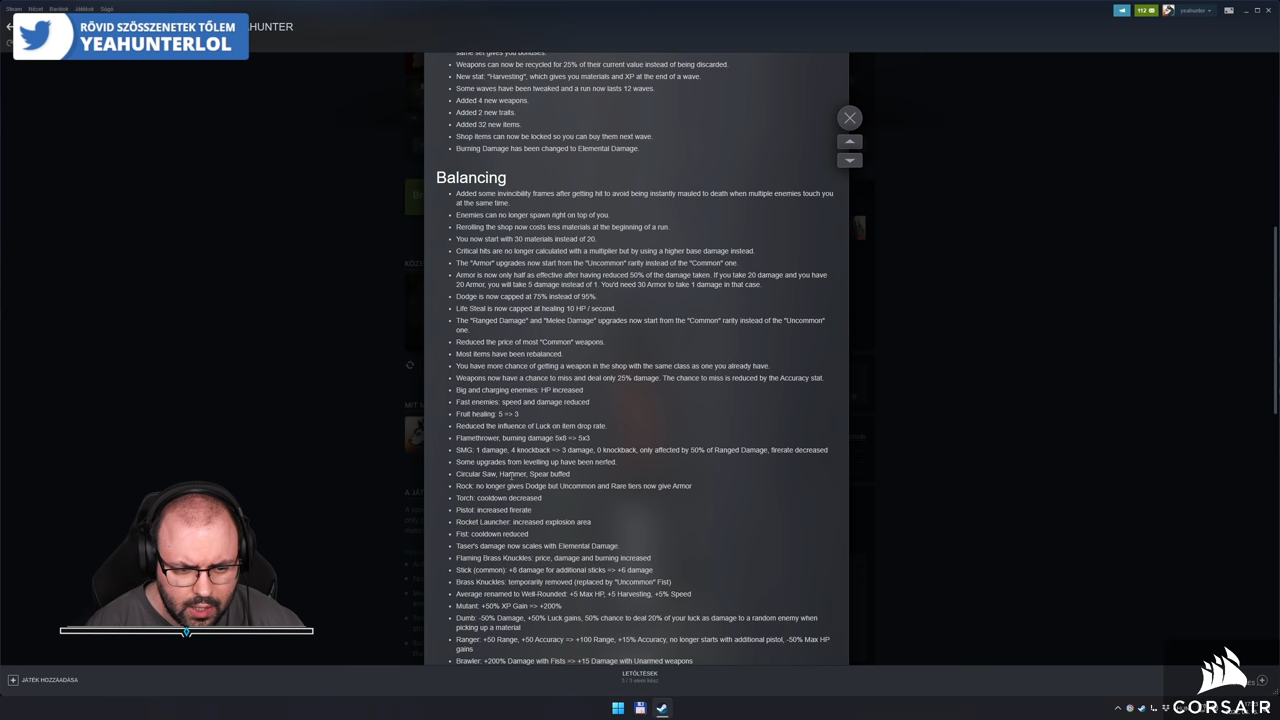 Steam Nézet Barátok Játékok Súgó
112
yeahunter
RÖVID SZÖSSZENETEK TŐLEM
YEAHUNTERLOL
HUNTER
same set gives you bonuses.
Weapons can now be recycled for 25% of their current value instead of being discarded.
New stat: "Harvesting", which gives you materials and XP at the end of a wave.
Some waves have been tweaked and a run now lasts 12 waves.
Added 4 new weapons.
Added 2 new traits.
Added 32 new items.
Shop items can now be locked so you can buy them next wave.
Burning Damage has been changed to Elemental Damage.
Balancing
Added some invincibility frames after getting hit to avoid being instantly mauled to death when multiple enemies touch you
at the same time.
Enemies can no longer spawn right on top of you.
Rerolling the shop now costs less materials at the beginning of a run.
You now start with 30 materials instead of 20.
Critical hits are no longer calculated with a multiplier but by using a higher base damage instead.
The "Armor" upgrades now start from the "Uncommon" rarity instead of the "Common" one.
Armor is now only half as effective after having reduced 50% of the damage taken. If you take 20 damage and you have
20 Armor, you will take 5 damage instead of 1. You'd need 30 Armor to take 1 damage in that case.
Dodge is now capped at 75% instead of 95%.
Life Steal is now capped at healing 10 HP / second.
The "Ranged Damage" and "Melee Damage" upgrades now start from the "Common" rarity instead of the "Uncommon"
one.
Reduced the price of most "Common" weapons.
Most items have been rebalanced.
You have more chance of getting a weapon in the shop with the same class as one you already have.
Weapons now have a chance to miss and deal only 25% damage. The chance to miss is reduced by the Accuracy stat.
Big and charging enemies: HP increased
Fast enemies: speed and damage reduced
Fruit healing: 5 => 3
Reduced the influence of Luck on item drop rate.
Flamethrower, burning damage 5x8 => 5x3
SMG: 1 damage, 4 knockback => 3 damage, 0 knockback, only affected by 50% of Ranged Damage, firerate decreased
Some upgrades from levelling up have been nerfed.
Circular Saw, Hammer, Spear buffed
Rock: no longer gives Dodge but Uncommon and Rare tiers now give Armor
Torch: cooldown decreased
Pistol: increased firerate
Rocket Launcher: increased explosion area
Fist: cooldown reduced
Taser's damage now scales with Elemental Damage.
Flaming Brass Knuckles: price, damage and burning increased
Stick (common): +8 damage for additional sticks => +6 damage
Brass Knuckles: temporarily removed (replaced by "Uncommon" Fist)
Average renamed to Well-Rounded: +5 Max HP, +5 Harvesting, +5% Speed
Mutant: +50% XP Gain => +200%
Dumb: -50% Damage, +50% Luck gains, 50% chance to deal 20% of your luck as damage to a random enemy when
picking up a material
Ranger: +50 Range, +50 Accuracy => +100 Range, +15% Accuracy, no longer starts with additional pistol, -50% Max HP
gains
Brawler: +200% Damage with Fists => +15 Damage with Unarmed weapons
JÁTÉK HOZZÁADÁSA
LETÖLTÉSEK
3 / 3 elem kész
CORSAIR